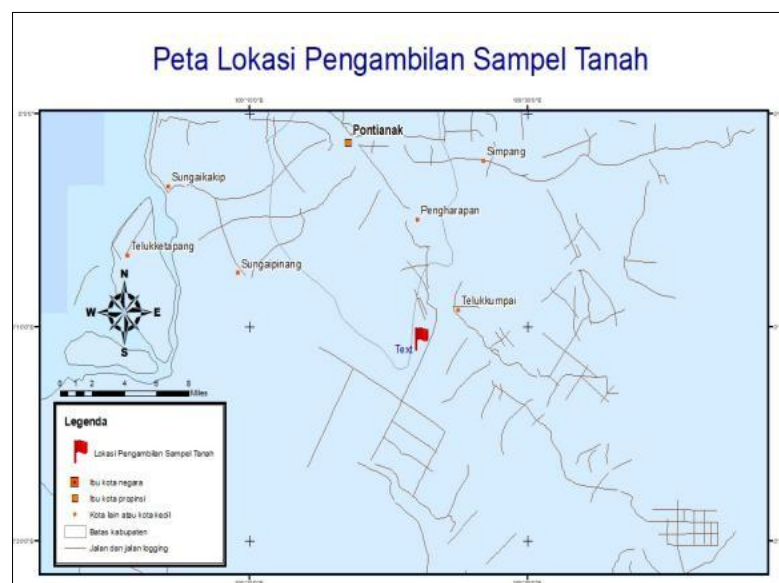 Peta Lokasi Pengambilan Sampel Tanah
Pontianak
Simpang
Sungaikakip
Pengharapan
Telukketapang
Sungaipinang
N
W E
S
Telukkumpai
Text
0 1 2 4 6 8
Miles
Legenda
Lokasi Pengambilan Sampel Tanah
Ibu kota negara
Ibu kota propinsi
Kota lain atau kota kecil
Batas kabupaten
Jalan dan jalan logging